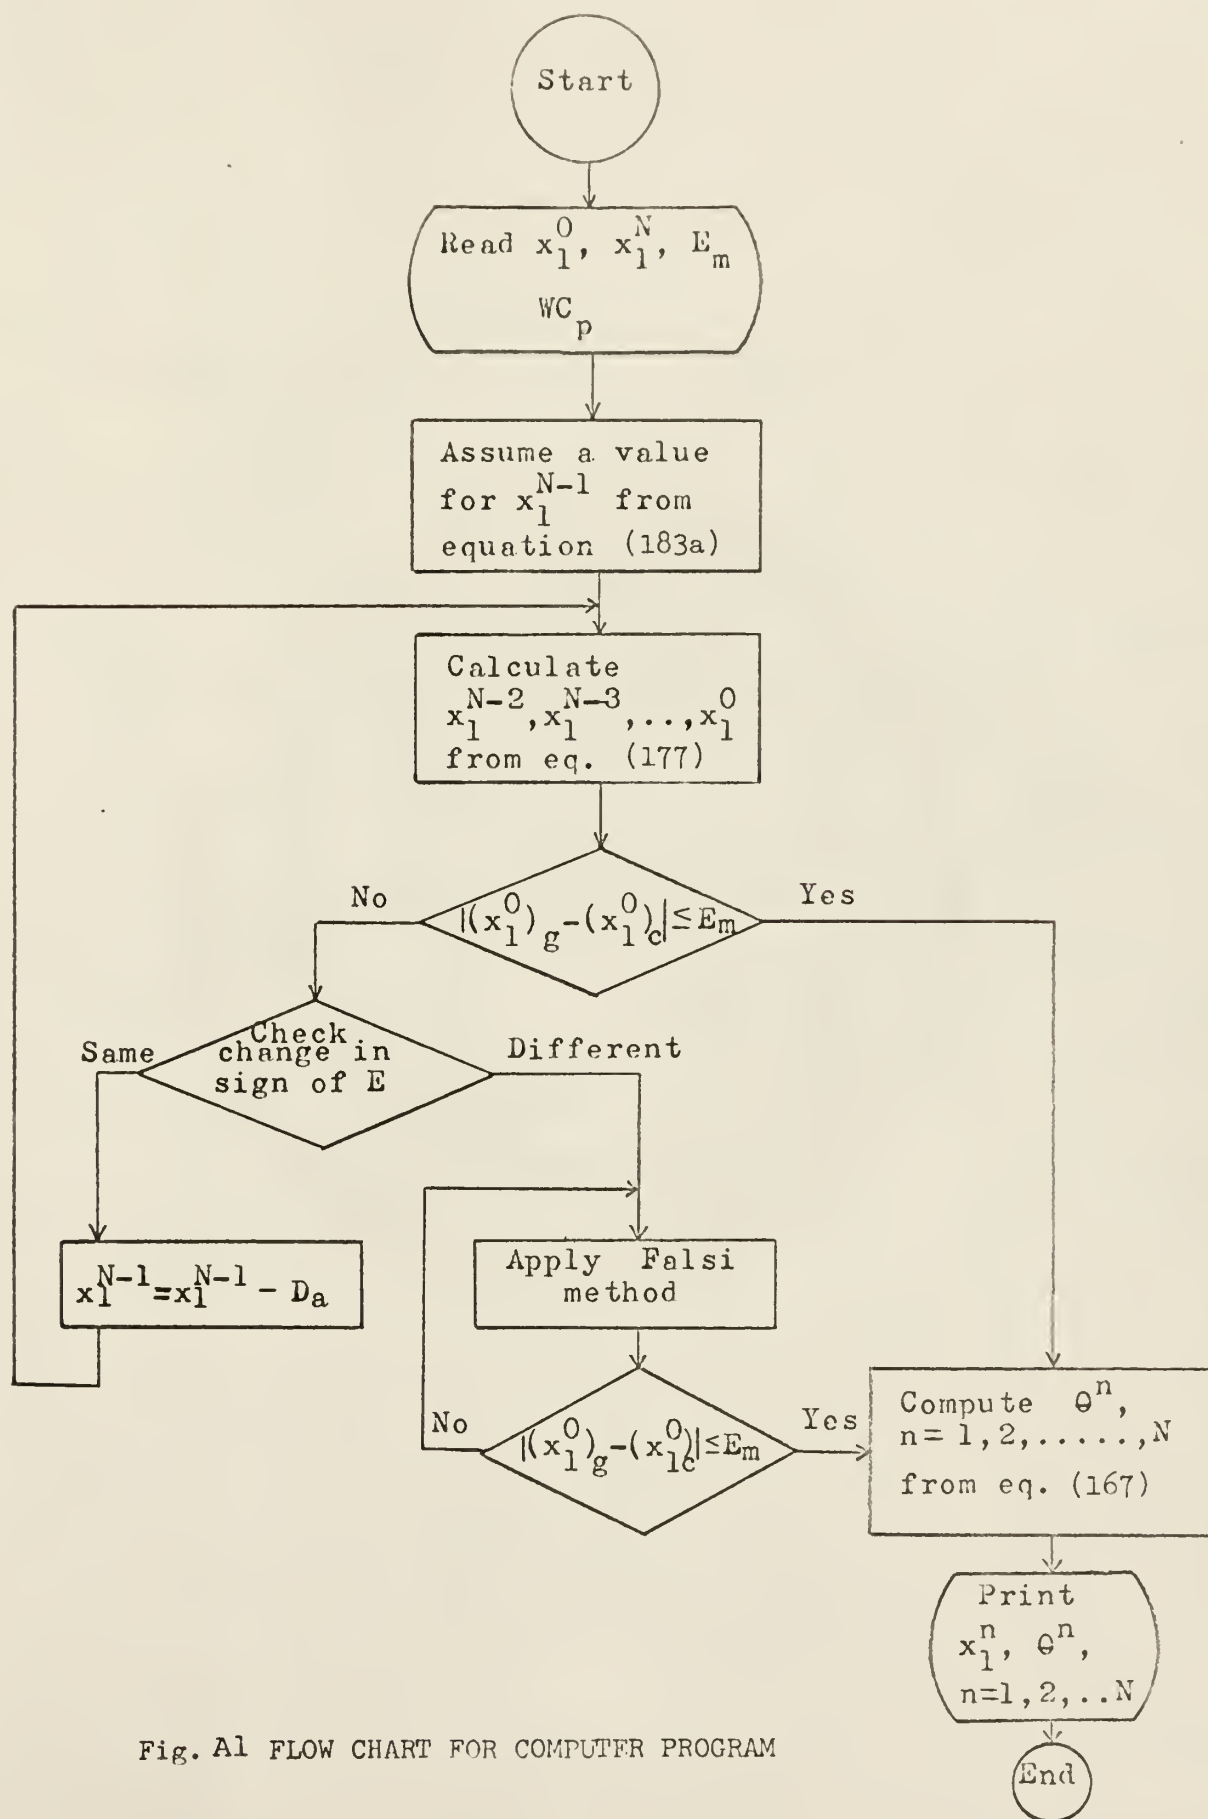 Start
Read x_1^0, x_1^N, E_m
WC_p
Assume a value
for x_1^{N-1} from
equation (183a)
Calculate
x_1^{N-2}, x_1^{N-3}, .., x_1^0
from eq. (177)
No
|(x_1^0)_g - (x_1^0)_c| ≤ E_m
Yes
Same
Check
change in
sign of E
Different
x_1^{N-1} = x_1^{N-1} - D_a
Apply Falsi
method
No
|(x_1^0)_g - (x_1^0)_c| ≤ E_m
Yes
Compute θ^n,
n= 1,2,.....,N
from eq. (167)
Print
x_1^n, θ^n,
n=1,2,..N
End
Fig. A1 FLOW CHART FOR COMPUTER PROGRAM